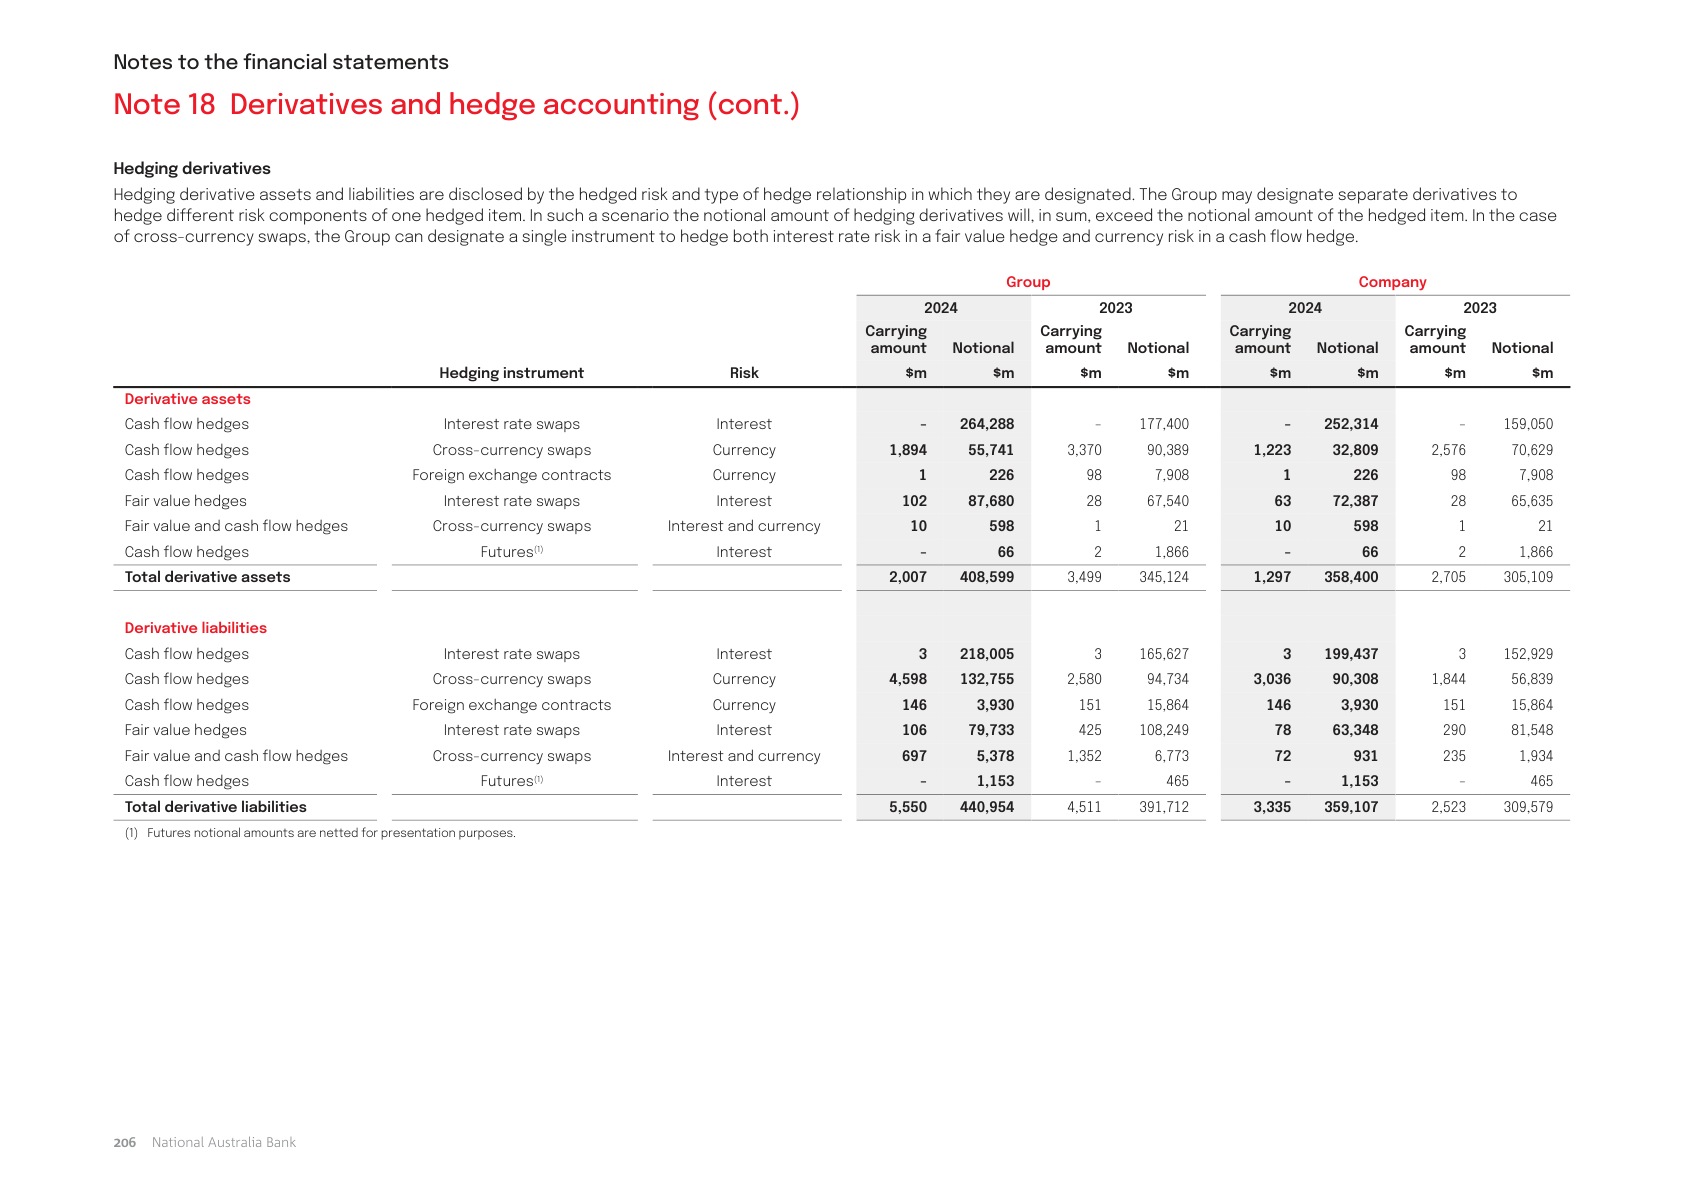 Notes to the financial statements
Note 18 Derivatives and hedge accounting (cont.)
Hedging derivatives
Hedging derivative assets and liabilities are disclosed by the hedged risk and type of hedge relationship in which they are designated. The Group may designate separate derivatives to
hedge different risk components of one hedged item. In such a scenario the notional amount of hedging derivatives will, in sum, exceed the notional amount of the hedged item. In the case
of cross-currency swaps, the Group can designate a single instrument to hedge both interest rate risk in a fair value hedge and currency risk in a cash flow hedge.
Group Company
2024 2023 2024 2023
Carrying Carrying Carrying Carrying
amount Notional amount Notional amount Notional amount Notional
Hedging instrument Risk $m $m $m $m $m $m $m $m
Derivative assets
Cash flow hedges Interest rate swaps Interest – 264,288 – 177,400 – 252,314 – 159,050
Cash flow hedges Cross-currency swaps Currency 1,894 55,741 3,370 90,389 1,223 32,809 2,576 70,629
Cash flow hedges Foreign exchange contracts Currency 1 226 98 7,908 1 226 98 7,908
Fair value hedges Interest rate swaps Interest 102 87,680 28 67,540 63 72,387 28 65,635
Fair value and cash flow hedges Cross-currency swaps Interest and currency 10 598 1 21 10 598 1 21
Cash flow hedges Futures(1) Interest – 66 2 1,866 – 66 2 1,866
Total derivative assets 2,007 408,599 3,499 345,124 1,297 358,400 2,705 305,109
Derivative liabilities
Cash flow hedges Interest rate swaps Interest 3 218,005 3 165,627 3 199,437 3 152,929
Cash flow hedges Cross-currency swaps Currency 4,598 132,755 2,580 94,734 3,036 90,308 1,844 56,839
Cash flow hedges Foreign exchange contracts Currency 146 3,930 151 15,864 146 3,930 151 15,864
Fair value hedges Interest rate swaps Interest 106 79,733 425 108,249 78 63,348 290 81,548
Fair value and cash flow hedges Cross-currency swaps Interest and currency 697 5,378 1,352 6,773 72 931 235 1,934
Cash flow hedges Futures(1) Interest – 1,153 – 465 – 1,153 – 465
Total derivative liabilities 5,550 440,954 4,511 391,712 3,335 359,107 2,523 309,579
(1) Futures notional amounts are netted for presentation purposes.
206 National Australia Bank